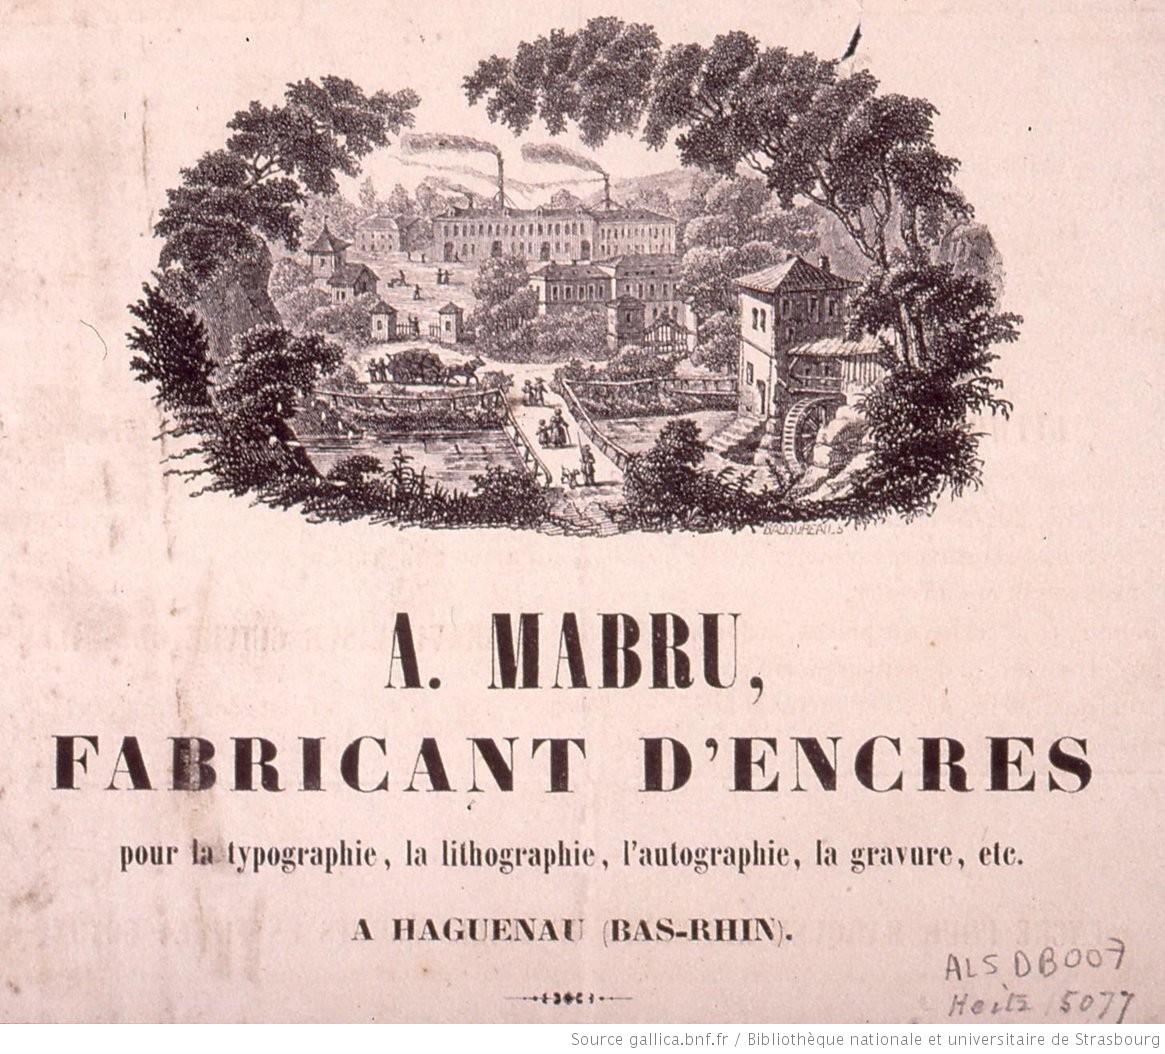 A. MABRU,
FABRICANT D'ENCRES
pour la typographie, la lithographie, l'autographie, la gravure, etc.
A HAGUENAU (BAS-RHIN).
ALS DB007
Heitz 5077
Source gallica.bnf.fr / Bibliothèque nationale et universitaire de Strasbourg